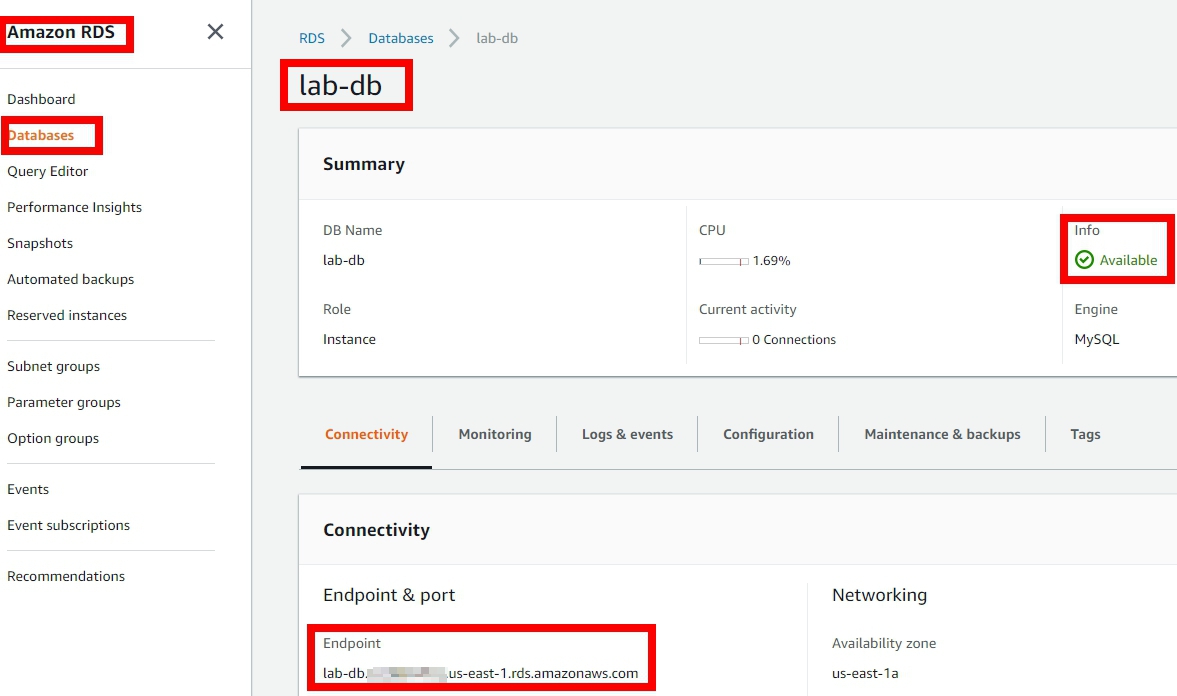 Amazon RDS
Dashboard
Databases
Query Editor
Performance Insights
Snapshots
Automated backups
Reserved instances
Subnet groups
Parameter groups
Option groups
Events
Event subscriptions
Recommendations
RDS Databases lab-db
lab-db
Summary
DB Name
lab-db
CPU
1.69%
Info
Available
Role
Instance
Current activity
0 Connections
Engine
MySQL
Connectivity Monitoring Logs & events Configuration Maintenance & backups Tags
Connectivity
Endpoint & port
Endpoint
lab-db. .us-east-1.rds.amazonaws.com
Networking
Availability zone
us-east-1a